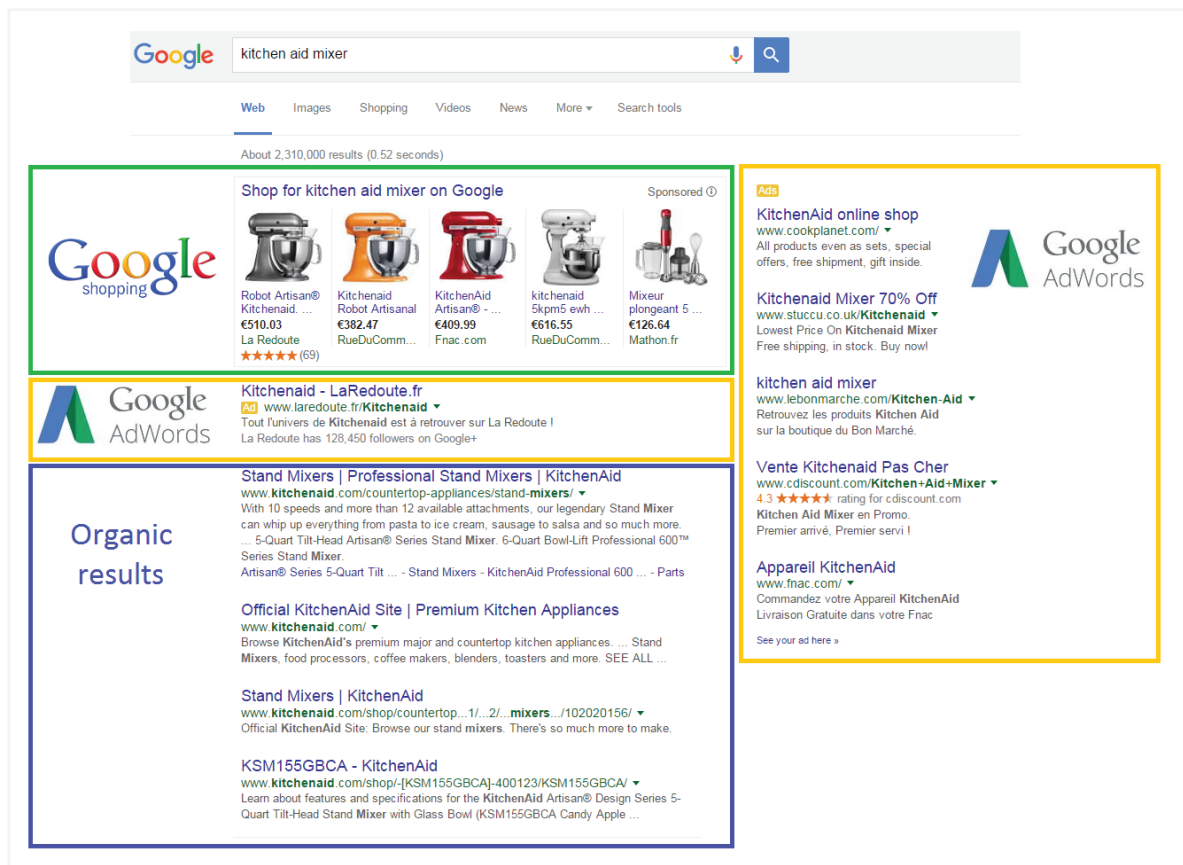 Google
kitchen aid mixer
Web Images Shopping Videos News More Search tools
About 2,310,000 results (0.52 seconds)
Google
shopping
Shop for kitchen aid mixer on Google
Sponsored
Robot Artisan®
Kitchenaid. ...
€510.03
La Redoute
(69)
Kitchenaid
Robot Artisanal
€382.47
RueDuComm...
KitchenAid
Artisan® - ...
€409.99
Fnac.com
kitchenaid
5kpm5 ewh ...
€616.55
RueDuComm...
Mixeur
plongeant 5 ...
€126.64
Mathon.fr
Google
AdWords
Kitchenaid - LaRedoute.fr
Ad www.laredoute.fr/Kitchenaid
Tout l'univers de Kitchenaid est à retrouver sur La Redoute !
La Redoute has 128,450 followers on Google+
Organic
results
Stand Mixers | Professional Stand Mixers | KitchenAid
www.kitchenaid.com/countertop-appliances/stand-mixers/
With 10 speeds and more than 12 available attachments, our legendary Stand Mixer
can whip up everything from pasta to ice cream, sausage to salsa and so much more.
... 5-Quart Tilt-Head Artisan® Series Stand Mixer. 6-Quart Bowl-Lift Professional 600™
Series Stand Mixer.
Artisan® Series 5-Quart Tilt ... - Stand Mixers - KitchenAid Professional 600 ... - Parts
Official KitchenAid Site | Premium Kitchen Appliances
www.kitchenaid.com/
Browse KitchenAid's premium major and countertop kitchen appliances. ... Stand
Mixers, food processors, coffee makers, blenders, toasters and more. SEE ALL ...
Stand Mixers | KitchenAid
www.kitchenaid.com/shop/countertop...1/...2/...mixers.../102020156/
Official KitchenAid Site: Browse our stand mixers. There's so much more to make.
KSM155GBCA - KitchenAid
www.kitchenaid.com/shop/-[KSM155GBCA]-400123/KSM155GBCA/
Learn about features and specifications for the KitchenAid Artisan® Design Series 5-
Quart Tilt-Head Stand Mixer with Glass Bowl (KSM155GBCA Candy Apple ...
Ads
KitchenAid online shop
www.cookplanet.com/
All products even as sets, special
offers, free shipment, gift inside.
Google
AdWords
Kitchenaid Mixer 70% Off
www.stuccu.co.uk/Kitchenaid
Lowest Price On Kitchenaid Mixer
Free shipping, in stock. Buy now!
kitchen aid mixer
www.lebonmarche.com/Kitchen-Aid
Retrouvez les produits Kitchen Aid
sur la boutique du Bon Marché.
Vente Kitchenaid Pas Cher
www.cdiscount.com/Kitchen+Aid+Mixer
4.3 rating for cdiscount.com
Kitchen Aid Mixer en Promo.
Premier arrivé, Premier servi !
Appareil KitchenAid
www.fnac.com/
Commandez votre Appareil KitchenAid
Livraison Gratuite dans votre Fnac
See your ad here »